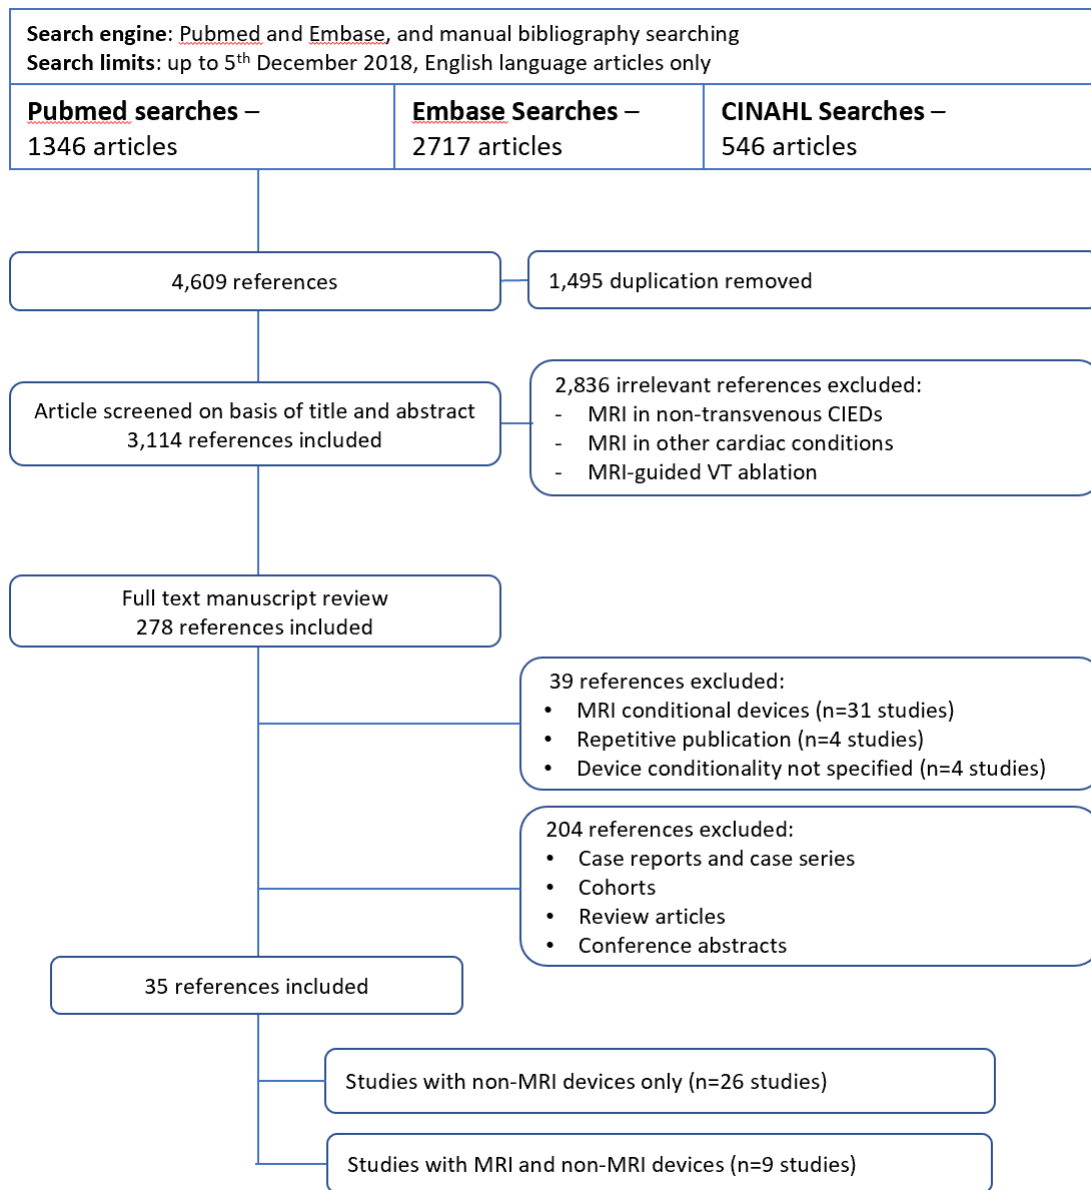 Search engine: Pubmed and Embase, and manual bibliography searching
Search limits: up to 5th December 2018, English language articles only
Pubmed searches –
1346 articles
Embase Searches –
2717 articles
CINAHL Searches –
546 articles
4,609 references
1,495 duplication removed
Article screened on basis of title and abstract
3,114 references included
2,836 irrelevant references excluded:
- MRI in non-transvenous CIEDs
- MRI in other cardiac conditions
- MRI-guided VT ablation
Full text manuscript review
278 references included
39 references excluded:
• MRI conditional devices (n=31 studies)
• Repetitive publication (n=4 studies)
• Device conditionality not specified (n=4 studies)
204 references excluded:
• Case reports and case series
• Cohorts
• Review articles
• Conference abstracts
35 references included
Studies with non-MRI devices only (n=26 studies)
Studies with MRI and non-MRI devices (n=9 studies)